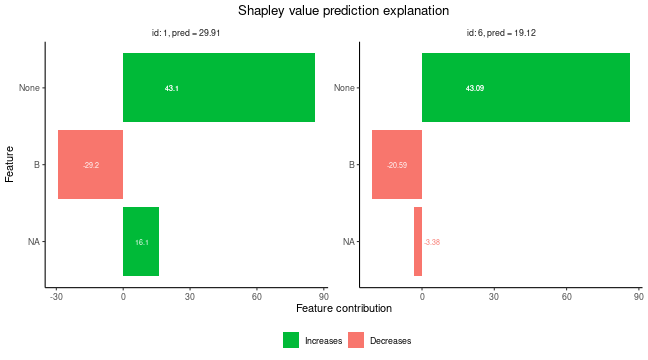 Shapley value prediction explanation
id: 1, pred = 29.91
id: 6, pred = 19.12
Feature
None
B
NA
43.1
-29.2
16.1
-30
0
30
60
90
None
B
NA
43.09
-20.59
-3.38
0
30
60
90
Feature contribution
Increases
Decreases